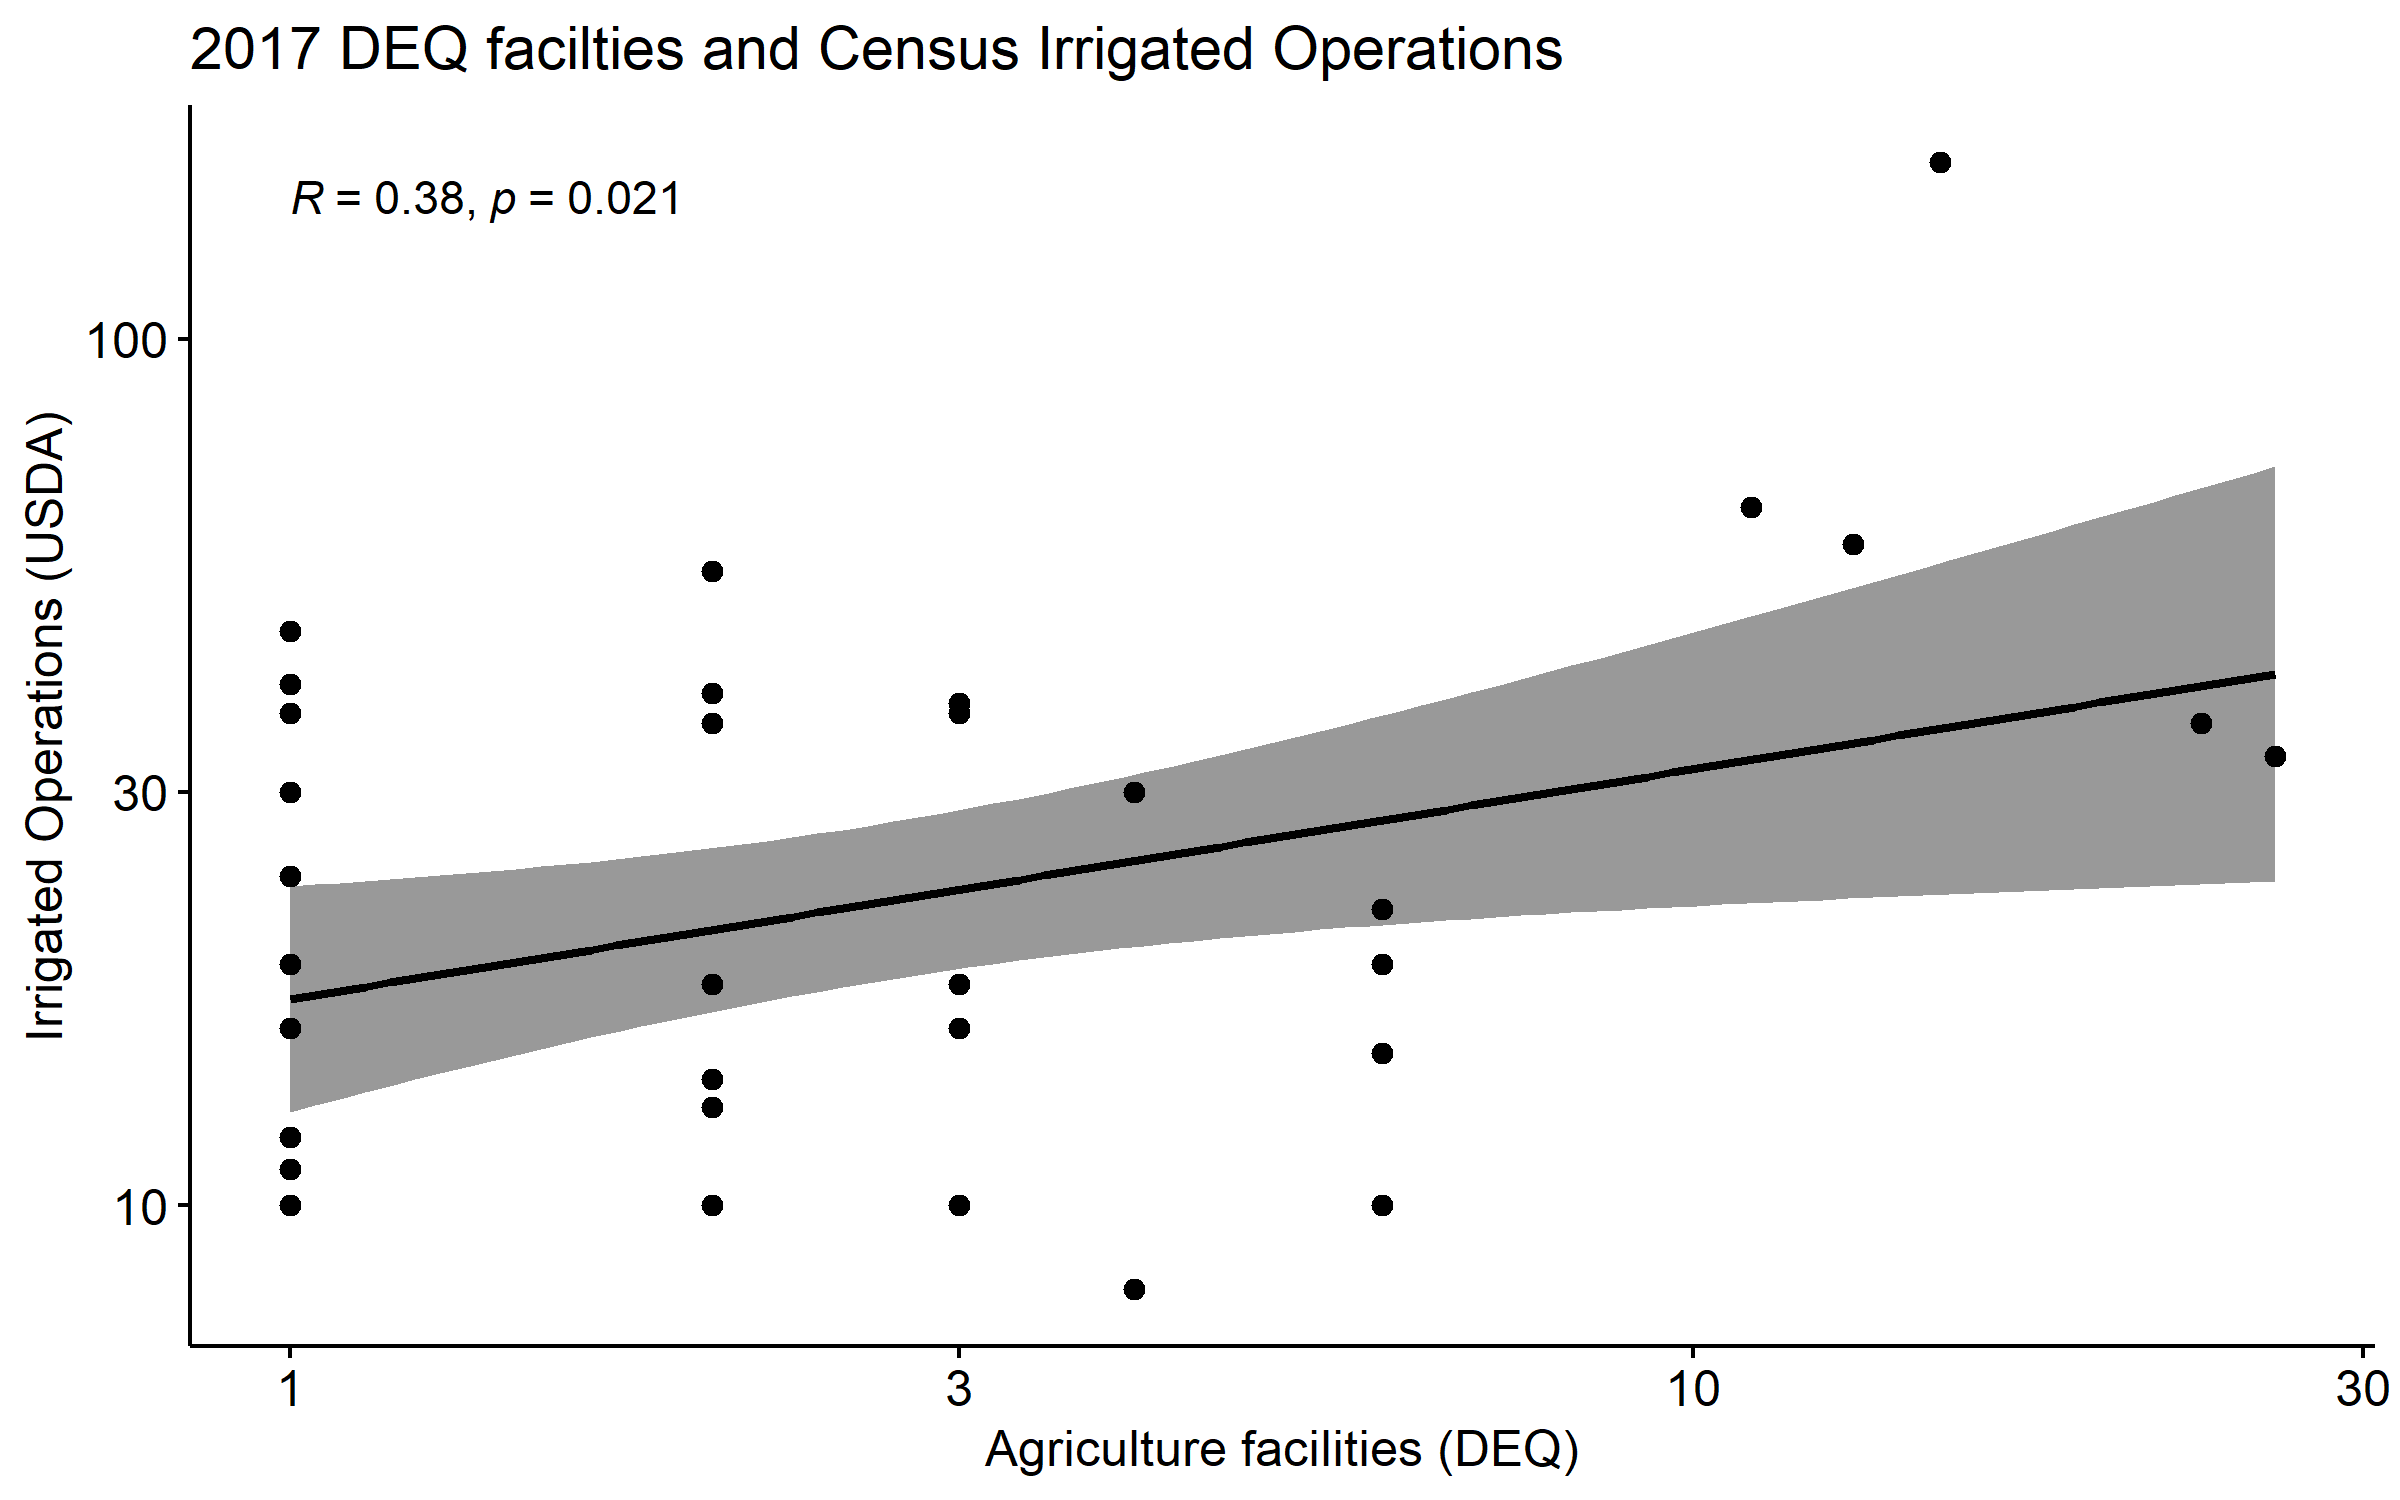 2017 DEQ facilties and Census Irrigated Operations
R = 0.38, p = 0.021
Irrigated Operations (USDA)
100
30
10
1
3
10
30
Agriculture facilities (DEQ)